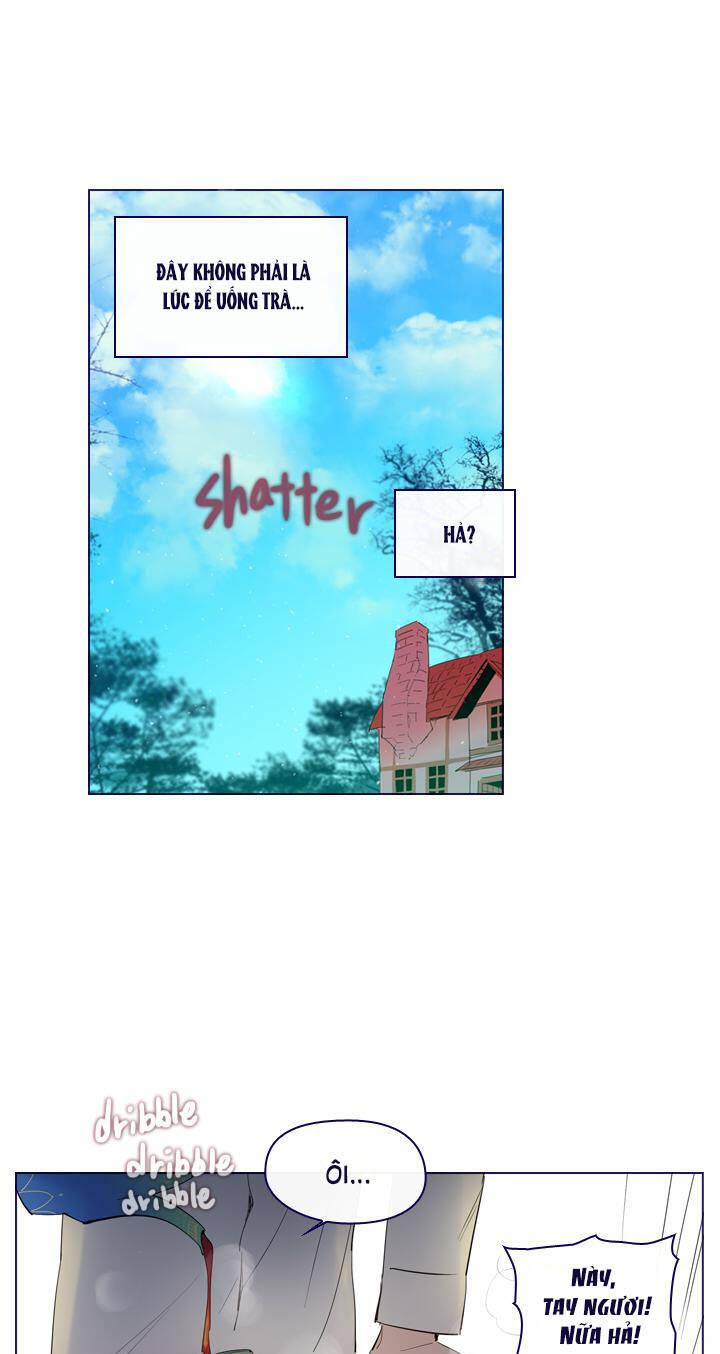 ĐÂY KHÔNG PHẢI LÀ
LÚC ĐỂ UỐNG TRÀ...
shatter
HẢ?
dribble
dribble
dribble
ÔI...
NÀY,
TAY NGƯƠI!
NỮA HẢ!